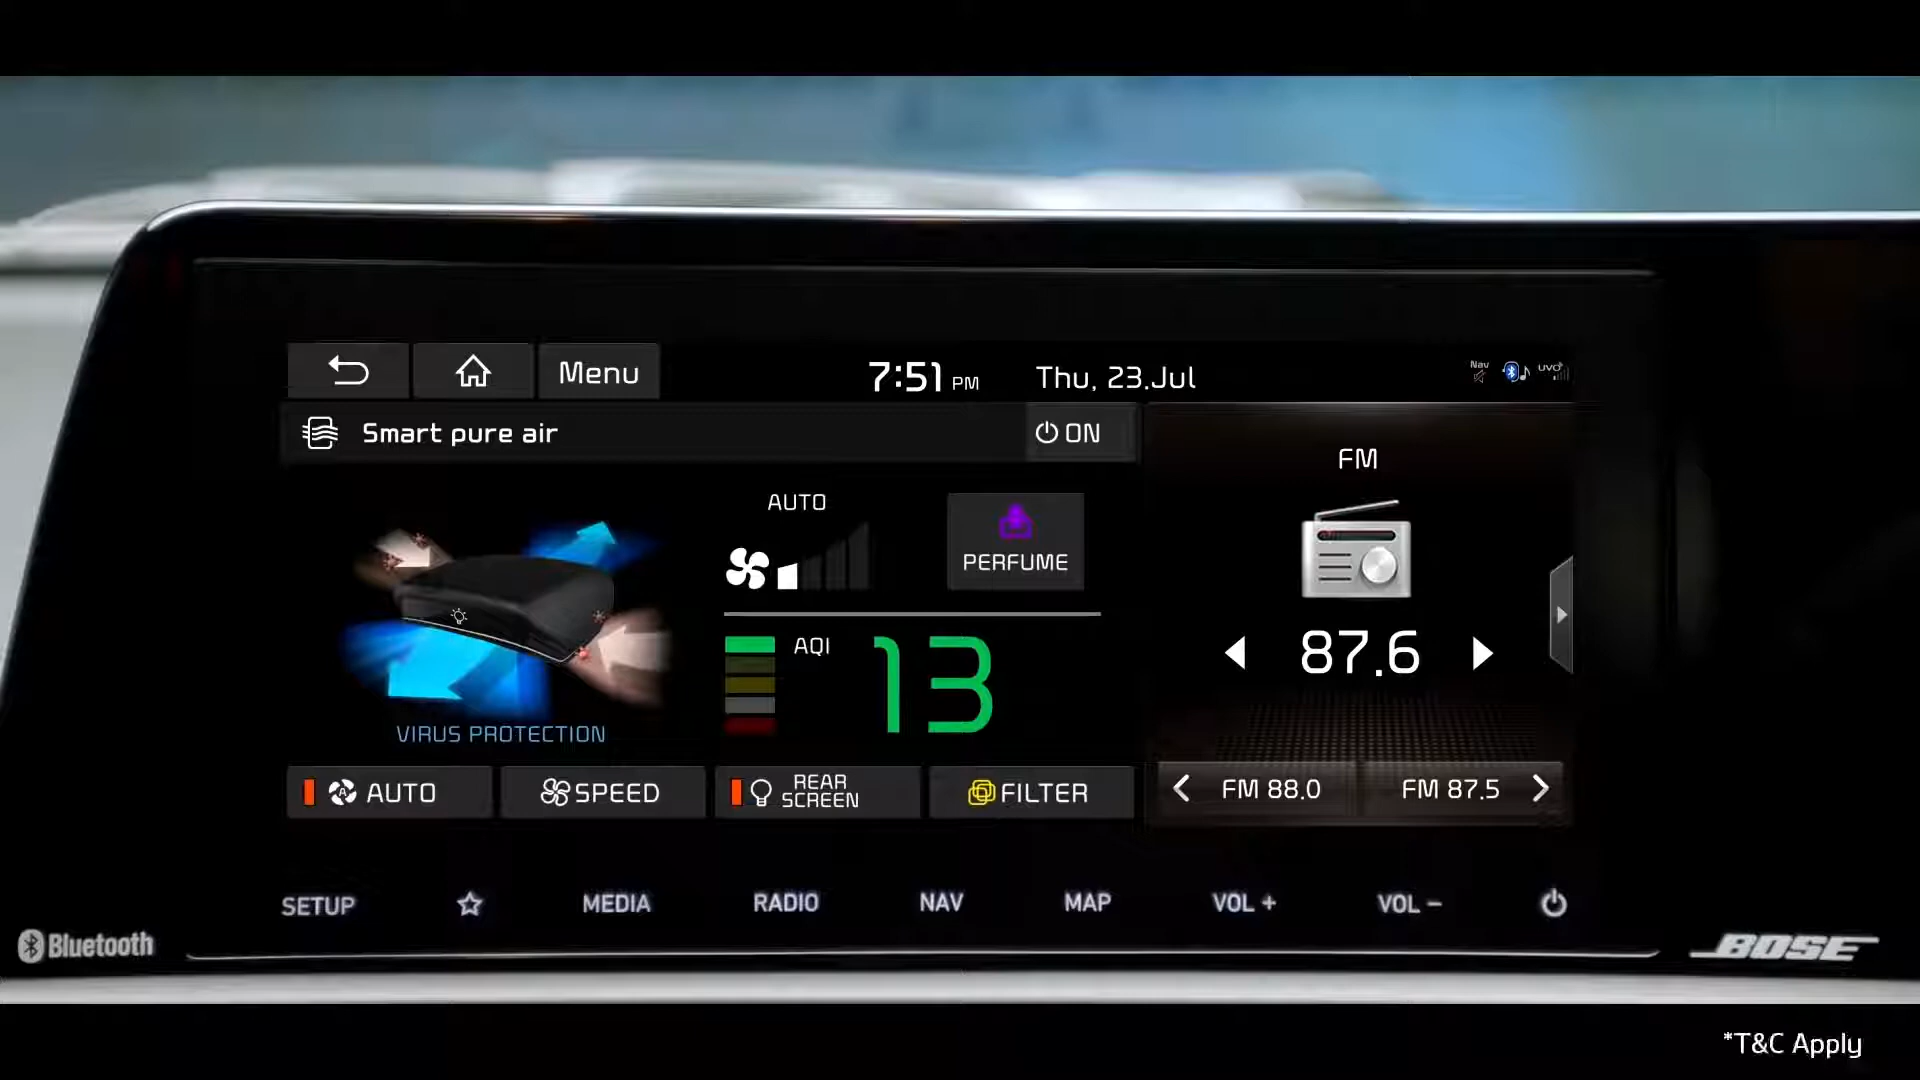 Menu
7:51 PM
Thu, 23.Jul
Nav
UVO
Smart pure air
ON
FM
AUTO
PERFUME
AQI
13
87.6
VIRUS PROTECTION
AUTO
SPEED
REAR
SCREEN
FILTER
FM 88.0
FM 87.5
SETUP
MEDIA
RADIO
NAV
MAP
VOL +
VOL –
Bluetooth
BOSE
*T&C Apply